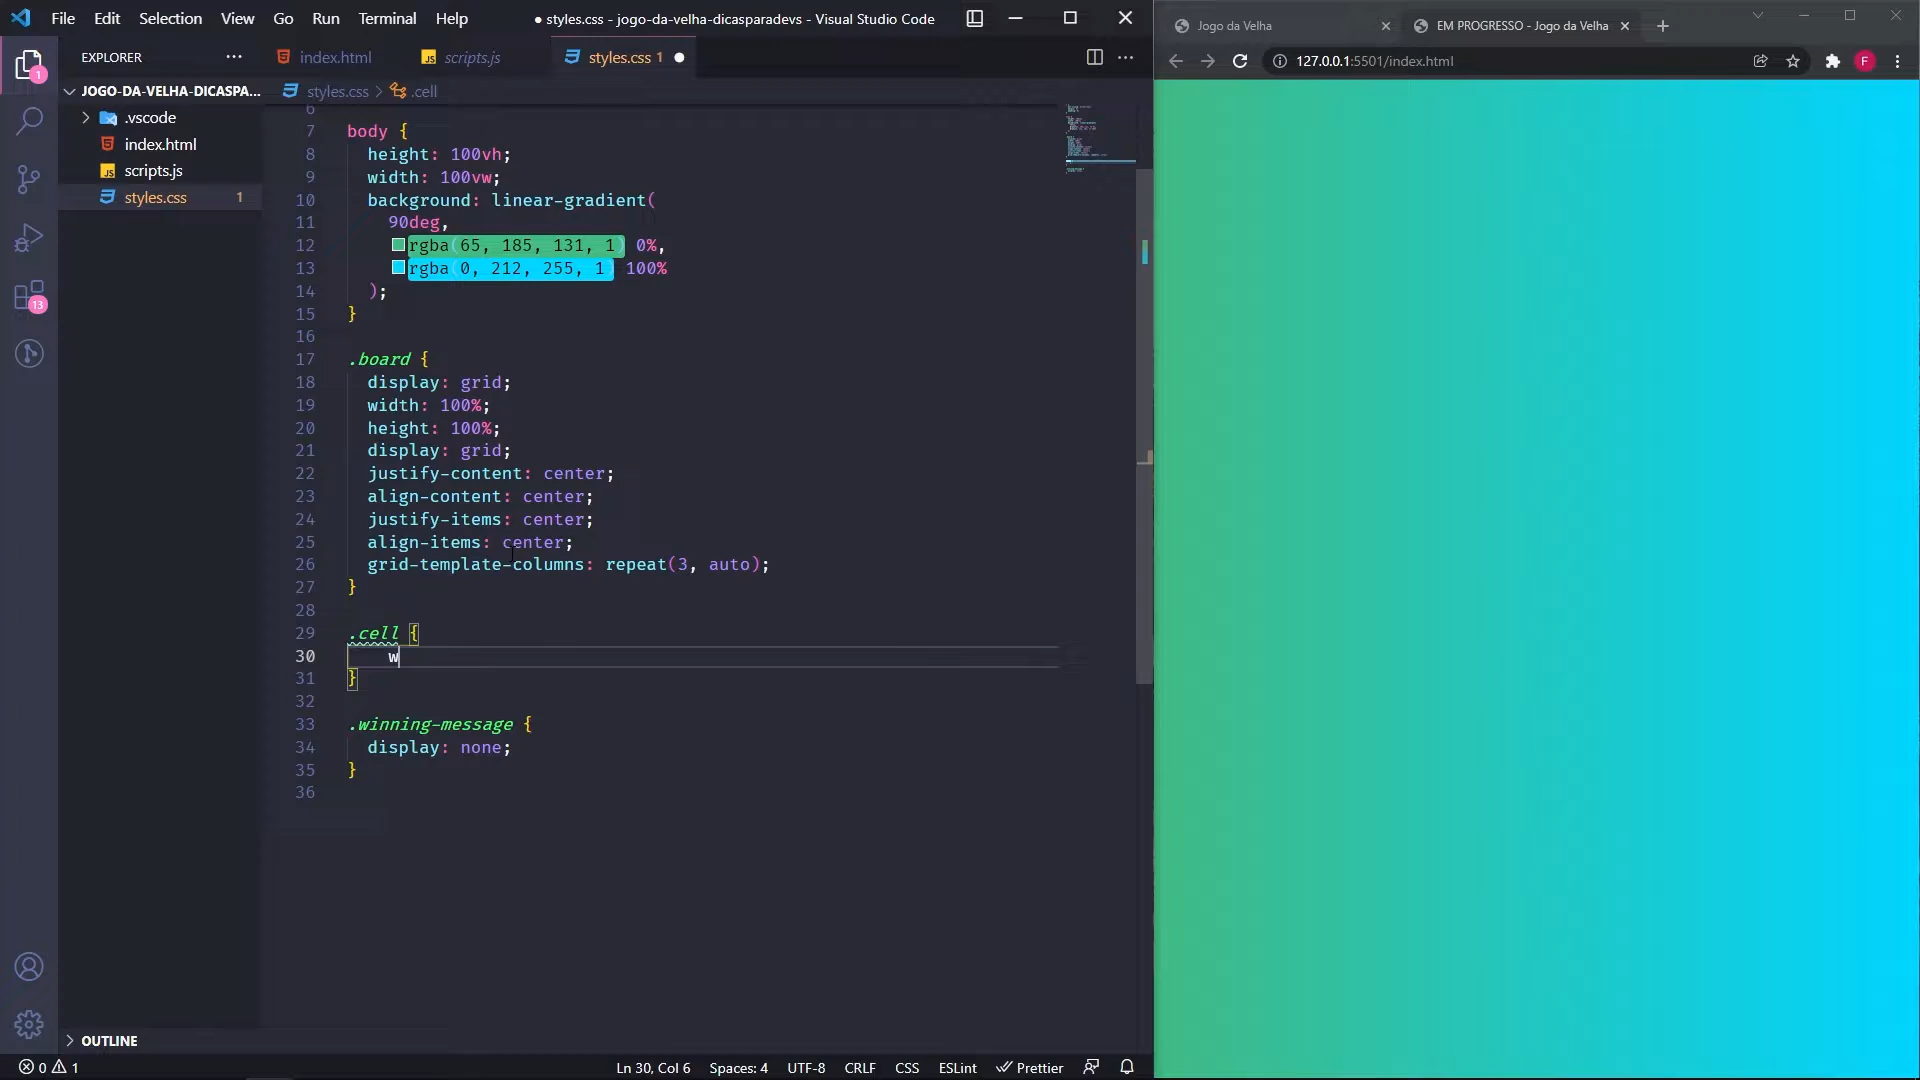 File Edit Selection View Go Run Terminal Help
● styles.css - jogo-da-velha-dicasparadevs - Visual Studio Code
Jogo da Velha
EM PROGRESSO - Jogo da Velha
EXPLORER
index.html
JS scripts.js
styles.css 1
127.0.0.1:5501/index.html
F
1
JOGO-DA-VELHA-DICASPA...
styles.css > .cell
.vscode
index.html
JS scripts.js
styles.css 1
13
6
7 body {
8 height: 100vh;
9 width: 100vw;
10 background: linear-gradient(
11 90deg,
12 rgba(65, 185, 131, 1) 0%,
13 rgba(0, 212, 255, 1) 100%
14 );
15 }
16
17 .board {
18 display: grid;
19 width: 100%;
20 height: 100%;
21 display: grid;
22 justify-content: center;
23 align-content: center;
24 justify-items: center;
25 align-items: center;
26 grid-template-columns: repeat(3, auto);
27 }
28
29 .cell {
30 w
31 }
32
33 .winning-message {
34 display: none;
35 }
36
OUTLINE
0 1
Ln 30, Col 6 Spaces: 4 UTF-8 CRLF CSS ESLint Prettier